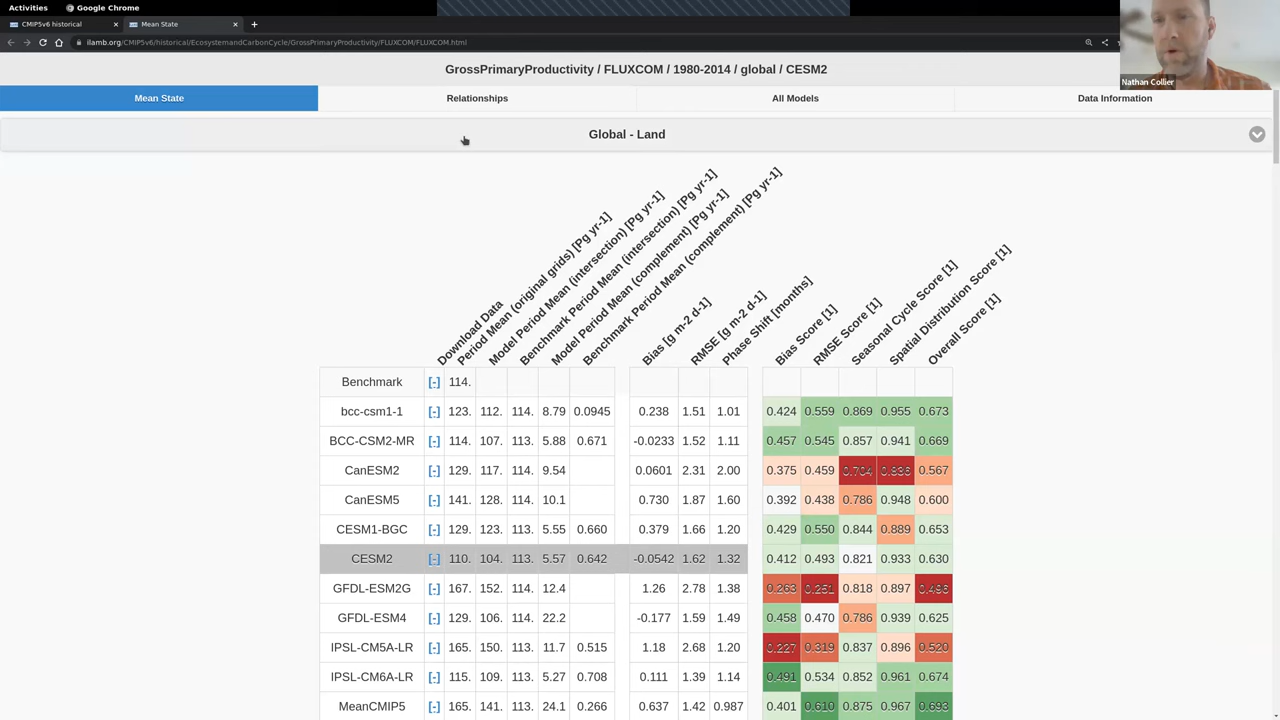 Activities Google Chrome
CMIP5v6 historical × Mean State × +
ilamb.org/CMIP5v6/historical/EcosystemandCarbonCycle/GrossPrimaryProductivity/FLUXCOM/FLUXCOM.html
GrossPrimaryProductivity / FLUXCOM / 1980-2014 / global / CESM2
Nathan Collier
Mean State Relationships All Models Data Information
Global - Land
Download Data
Period Mean (original grids) [Pg yr-1]
Model Period Mean (intersection) [Pg yr-1]
Benchmark Period Mean (intersection) [Pg yr-1]
Model Period Mean (complement) [Pg yr-1]
Benchmark Period Mean (complement) [Pg yr-1]
Bias [g m-2 d-1]
RMSE [g m-2 d-1]
Phase Shift [months]
Bias Score [1]
RMSE Score [1]
Seasonal Cycle Score [1]
Spatial Distribution Score [1]
Overall Score [1]
Benchmark [-] 114.
bcc-csm1-1 [-] 123. 112. 114. 8.79 0.0945 0.238 1.51 1.01 0.424 0.559 0.869 0.955 0.673
BCC-CSM2-MR [-] 114. 107. 113. 5.88 0.671 -0.0233 1.52 1.11 0.457 0.545 0.857 0.941 0.669
CanESM2 [-] 129. 117. 114. 9.54 0.0601 2.31 2.00 0.375 0.459 0.704 0.836 0.567
CanESM5 [-] 141. 128. 114. 10.1 0.730 1.87 1.60 0.392 0.438 0.786 0.948 0.600
CESM1-BGC [-] 129. 123. 113. 5.55 0.660 0.379 1.66 1.20 0.429 0.550 0.844 0.889 0.653
CESM2 [-] 110. 104. 113. 5.57 0.642 -0.0542 1.62 1.32 0.412 0.493 0.821 0.933 0.630
GFDL-ESM2G [-] 167. 152. 114. 12.4 1.26 2.78 1.38 0.263 0.251 0.818 0.897 0.496
GFDL-ESM4 [-] 129. 106. 114. 22.2 -0.177 1.59 1.49 0.458 0.470 0.786 0.939 0.625
IPSL-CM5A-LR [-] 165. 150. 113. 11.7 0.515 1.18 2.68 1.20 0.227 0.319 0.837 0.896 0.520
IPSL-CM6A-LR [-] 115. 109. 113. 5.27 0.708 0.111 1.39 1.14 0.491 0.534 0.852 0.961 0.674
MeanCMIP5 [-] 165. 141. 113. 24.1 0.266 0.637 1.42 0.987 0.401 0.610 0.875 0.967 0.693